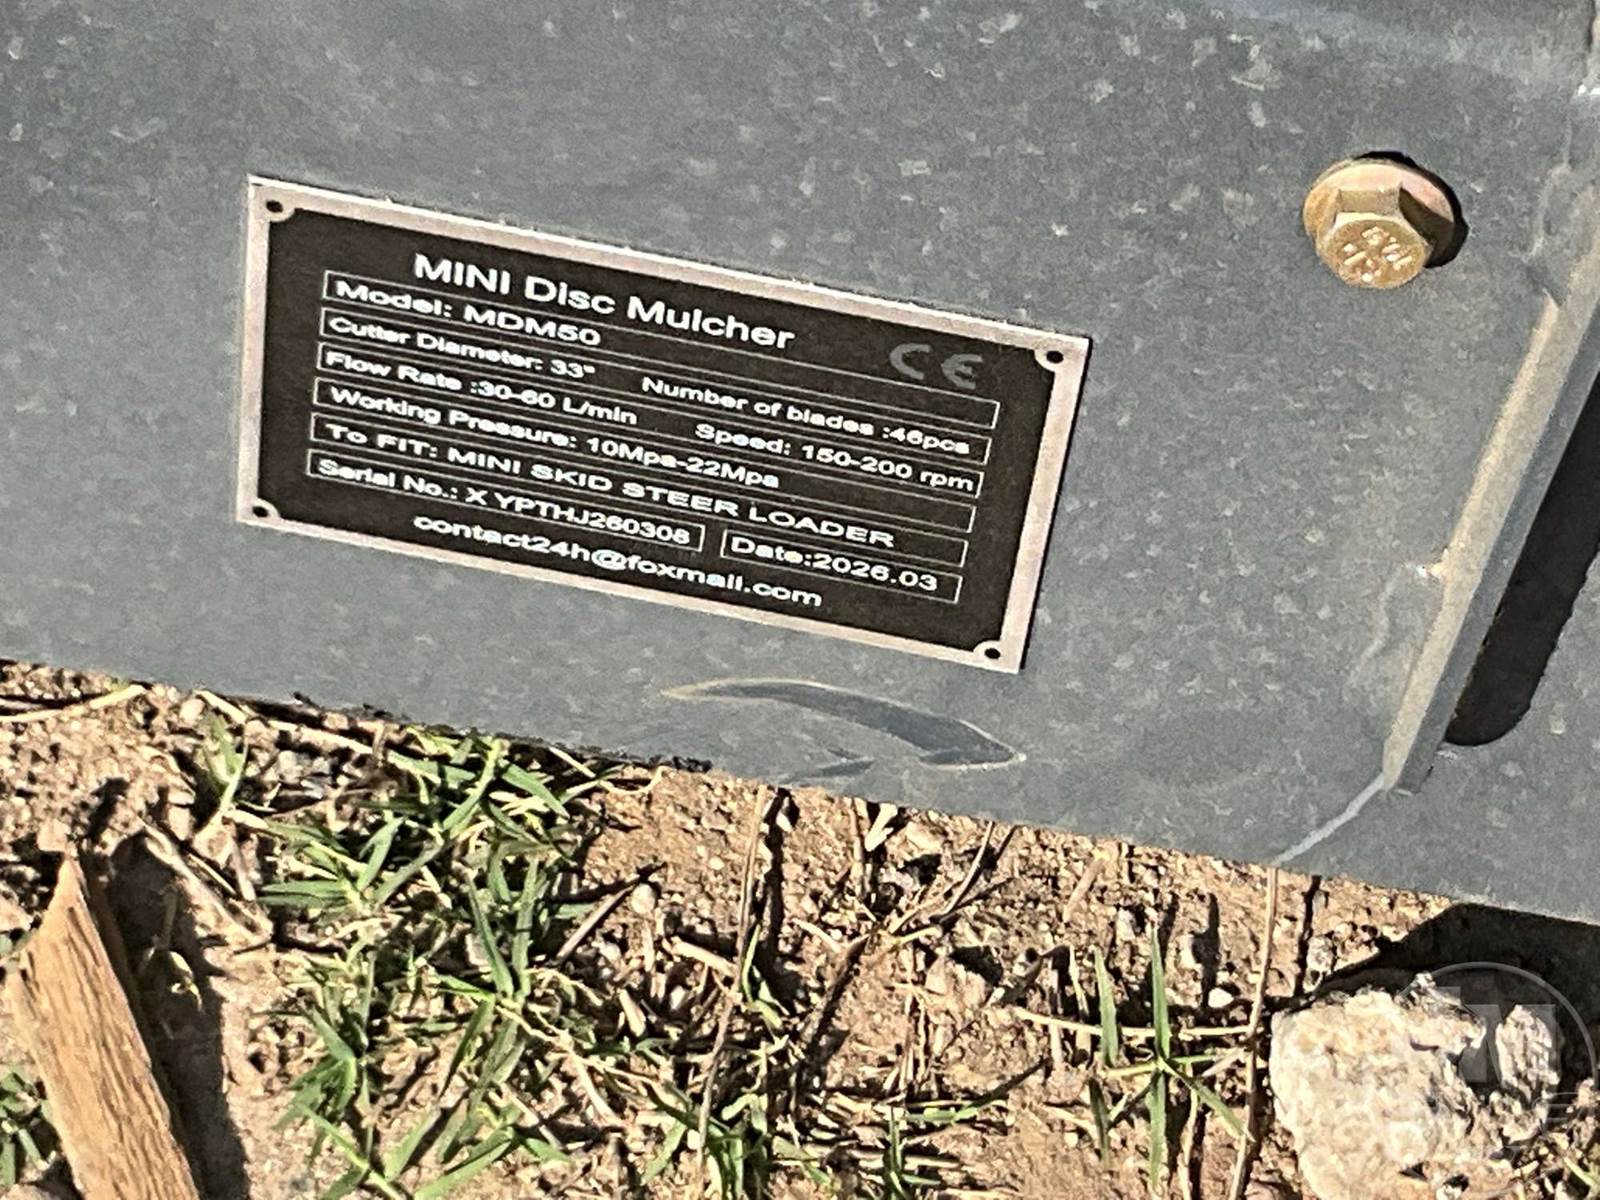 MINI Disc Mulcher
CE
Model: MDM50
Cutter Diameter: 33" Number of blades :46pcs
Flow Rate :30-60 L/min Speed: 150-200 rpm
Working Pressure: 10Mpa-22Mpa
To FIT: MINI SKID STEER LOADER
Serial No.: X YPTHJ260308 Date:2026.03
contact24h@foxmail.com